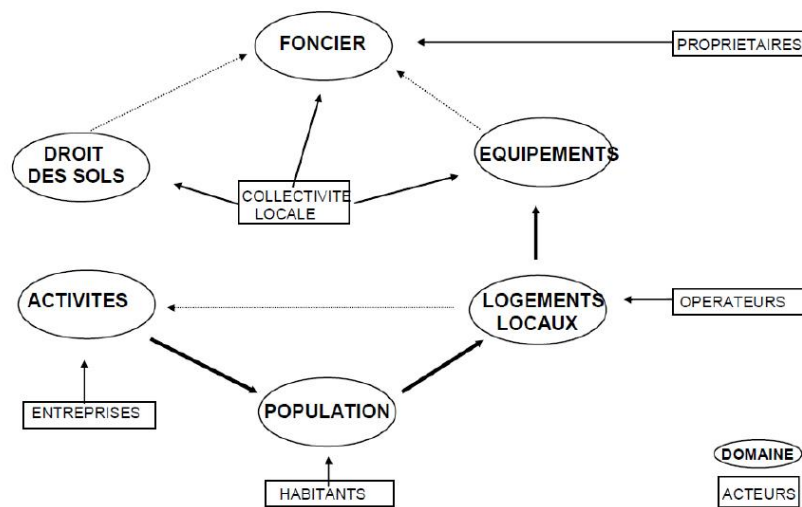 FONCIER
PROPRIETAIRES
DROIT
DES SOLS
EQUIPEMENTS
COLLECTIVITE
LOCALE
ACTIVITES
LOGEMENTS
LOCAUX
OPERATEURS
ENTREPRISES
POPULATION
HABITANTS
DOMAINE
ACTEURS